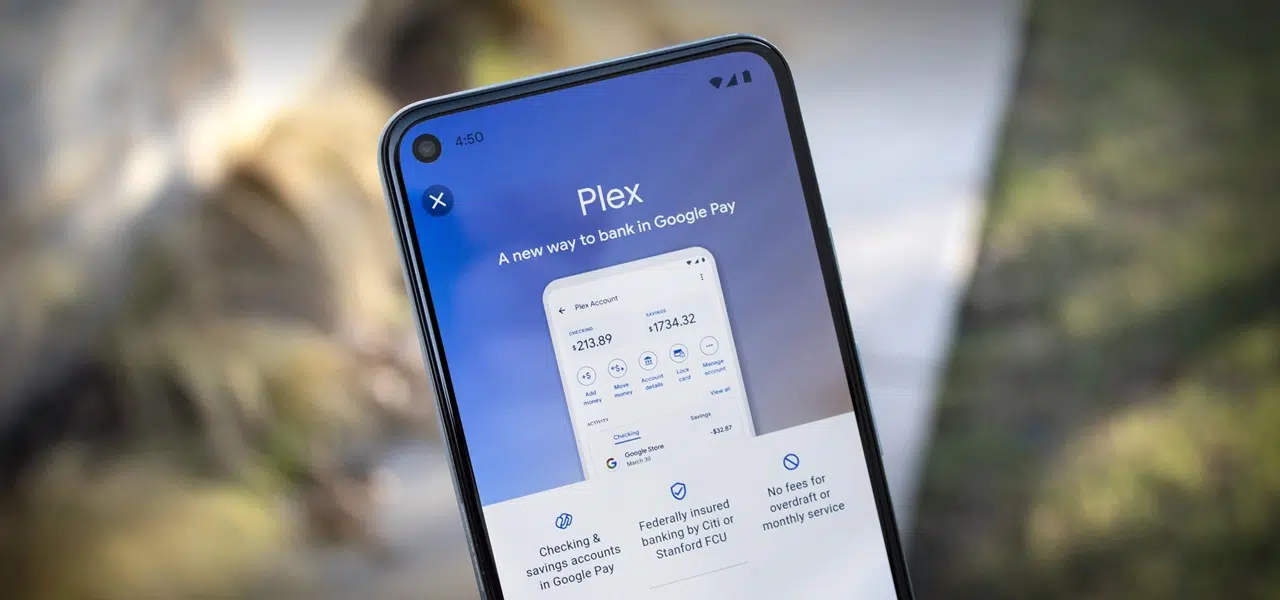 4:50
Plex
A new way to bank in Google Pay
Plex Account
CHECKING
$213.89
SAVINGS
$1734.32
Add
money
Move
money
Account
details
Lock
card
Manage
account
View all
ACTIVITY
Checking
Savings
Google Store
March 30
-$32.87
Checking &
savings accounts
in Google Pay
Federally insured
banking by Citi or
Stanford FCU
No fees for
overdraft or
monthly service